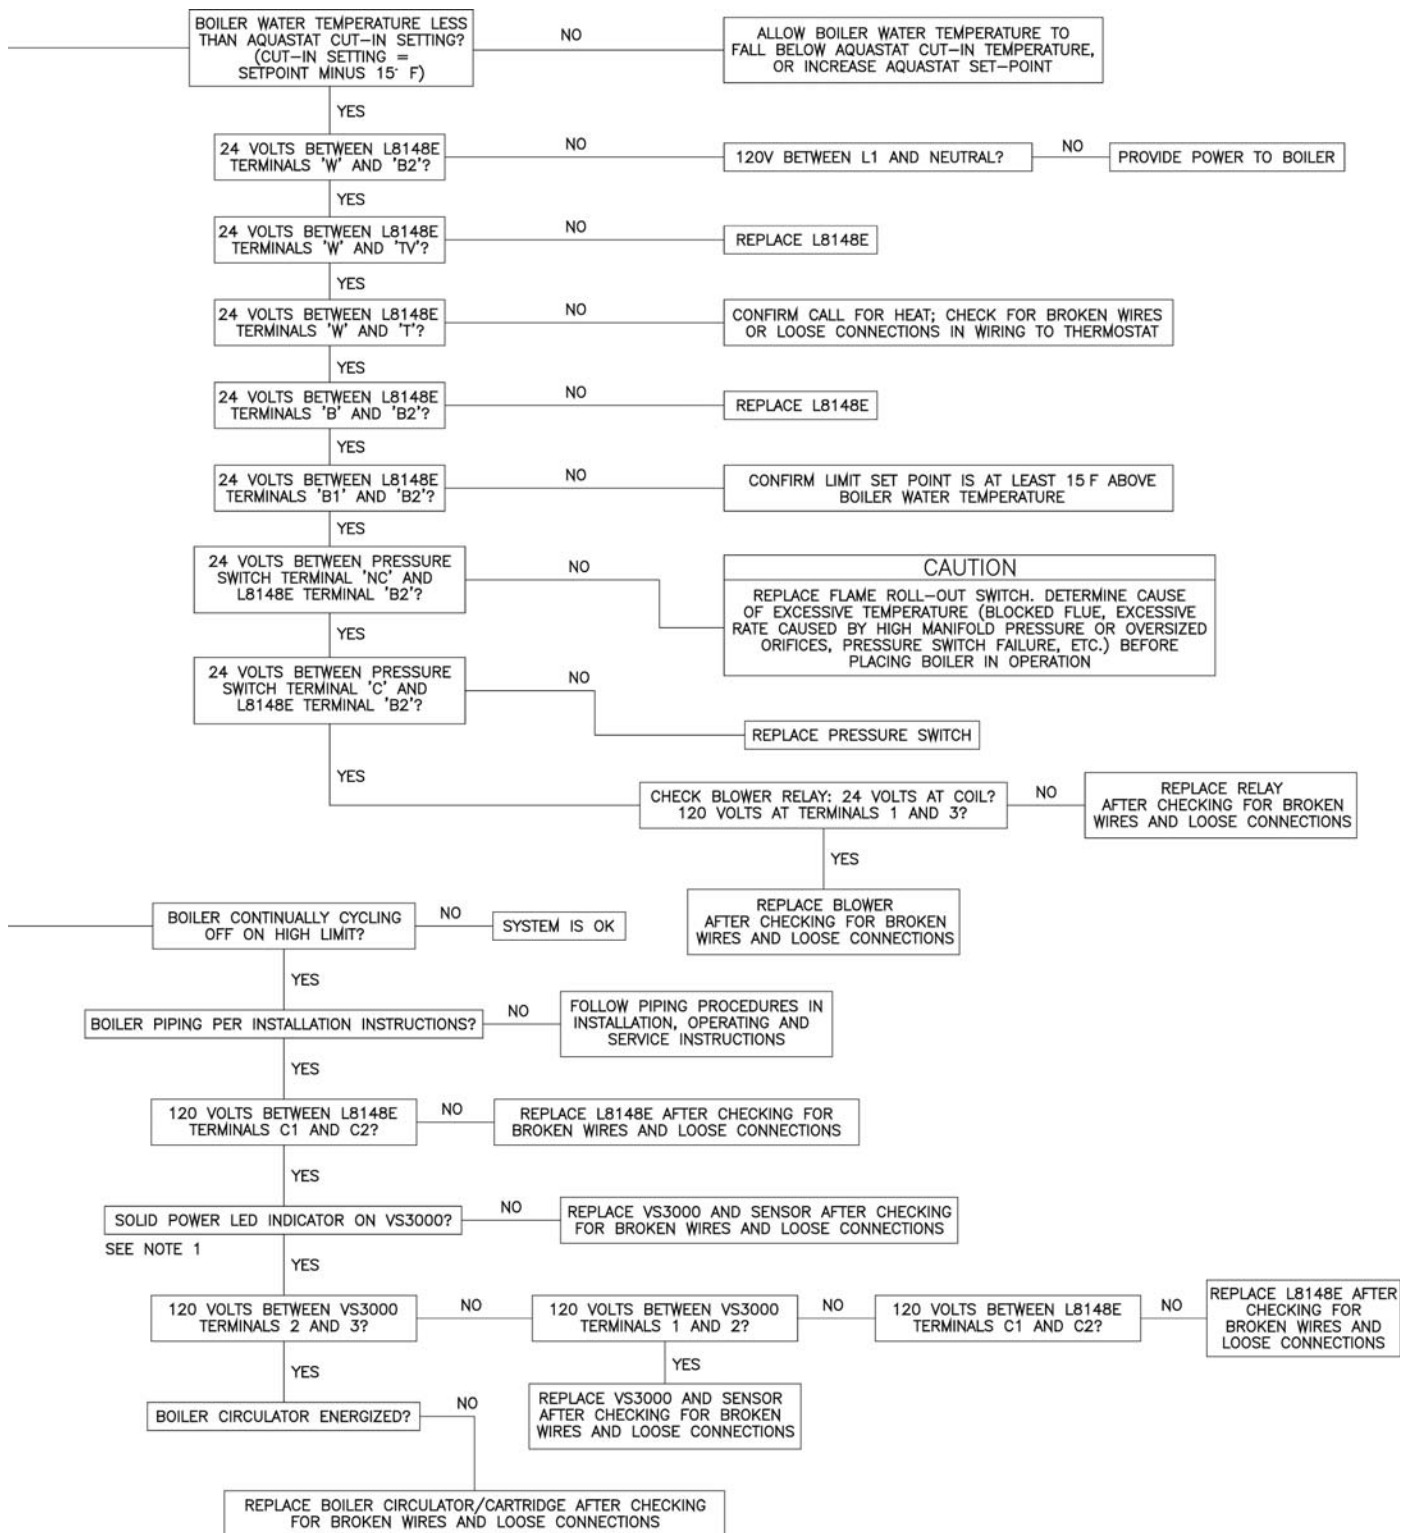 BOILER WATER TEMPERATURE LESS
THAN AQUASTAT CUT-IN SETTING?
(CUT-IN SETTING =
SETPOINT MINUS 15° F)
NO
ALLOW BOILER WATER TEMPERATURE TO
FALL BELOW AQUASTAT CUT-IN TEMPERATURE,
OR INCREASE AQUASTAT SET-POINT
YES
24 VOLTS BETWEEN L8148E
TERMINALS 'W' AND 'B2'?
NO
120V BETWEEN L1 AND NEUTRAL?
NO
PROVIDE POWER TO BOILER
YES
24 VOLTS BETWEEN L8148E
TERMINALS 'W' AND 'TV'?
NO
REPLACE L8148E
YES
24 VOLTS BETWEEN L8148E
TERMINALS 'W' AND 'T'?
NO
CONFIRM CALL FOR HEAT; CHECK FOR BROKEN WIRES
OR LOOSE CONNECTIONS IN WIRING TO THERMOSTAT
YES
24 VOLTS BETWEEN L8148E
TERMINALS 'B' AND 'B2'?
NO
REPLACE L8148E
YES
24 VOLTS BETWEEN L8148E
TERMINALS 'B1' AND 'B2'?
NO
CONFIRM LIMIT SET POINT IS AT LEAST 15 F ABOVE
BOILER WATER TEMPERATURE
YES
24 VOLTS BETWEEN PRESSURE
SWITCH TERMINAL 'NC' AND
L8148E TERMINAL 'B2'?
NO
CAUTION
REPLACE FLAME ROLL-OUT SWITCH. DETERMINE CAUSE
OF EXCESSIVE TEMPERATURE (BLOCKED FLUE, EXCESSIVE
RATE CAUSED BY HIGH MANIFOLD PRESSURE OR OVERSIZED
ORIFICES, PRESSURE SWITCH FAILURE, ETC.) BEFORE
PLACING BOILER IN OPERATION
YES
24 VOLTS BETWEEN PRESSURE
SWITCH TERMINAL 'C' AND
L8148E TERMINAL 'B2'?
NO
REPLACE PRESSURE SWITCH
YES
CHECK BLOWER RELAY: 24 VOLTS AT COIL?
120 VOLTS AT TERMINALS 1 AND 3?
NO
REPLACE RELAY
AFTER CHECKING FOR BROKEN
WIRES AND LOOSE CONNECTIONS
YES
REPLACE BLOWER
AFTER CHECKING FOR BROKEN
WIRES AND LOOSE CONNECTIONS
BOILER CONTINUALLY CYCLING
OFF ON HIGH LIMIT?
NO
SYSTEM IS OK
YES
BOILER PIPING PER INSTALLATION INSTRUCTIONS?
NO
FOLLOW PIPING PROCEDURES IN
INSTALLATION, OPERATING AND
SERVICE INSTRUCTIONS
YES
120 VOLTS BETWEEN L8148E
TERMINALS C1 AND C2?
NO
REPLACE L8148E AFTER CHECKING FOR
BROKEN WIRES AND LOOSE CONNECTIONS
YES
SOLID POWER LED INDICATOR ON VS3000?
NO
REPLACE VS3000 AND SENSOR AFTER CHECKING
FOR BROKEN WIRES AND LOOSE CONNECTIONS
SEE NOTE 1
YES
120 VOLTS BETWEEN VS3000
TERMINALS 2 AND 3?
NO
120 VOLTS BETWEEN VS3000
TERMINALS 1 AND 2?
NO
120 VOLTS BETWEEN L8148E
TERMINALS C1 AND C2?
NO
REPLACE L8148E AFTER
CHECKING FOR
BROKEN WIRES AND
LOOSE CONNECTIONS
YES
REPLACE VS3000 AND SENSOR
AFTER CHECKING FOR BROKEN
WIRES AND LOOSE CONNECTIONS
YES
BOILER CIRCULATOR ENERGIZED?
NO
REPLACE BOILER CIRCULATOR/CARTRIDGE AFTER CHECKING
FOR BROKEN WIRES AND LOOSE CONNECTIONS